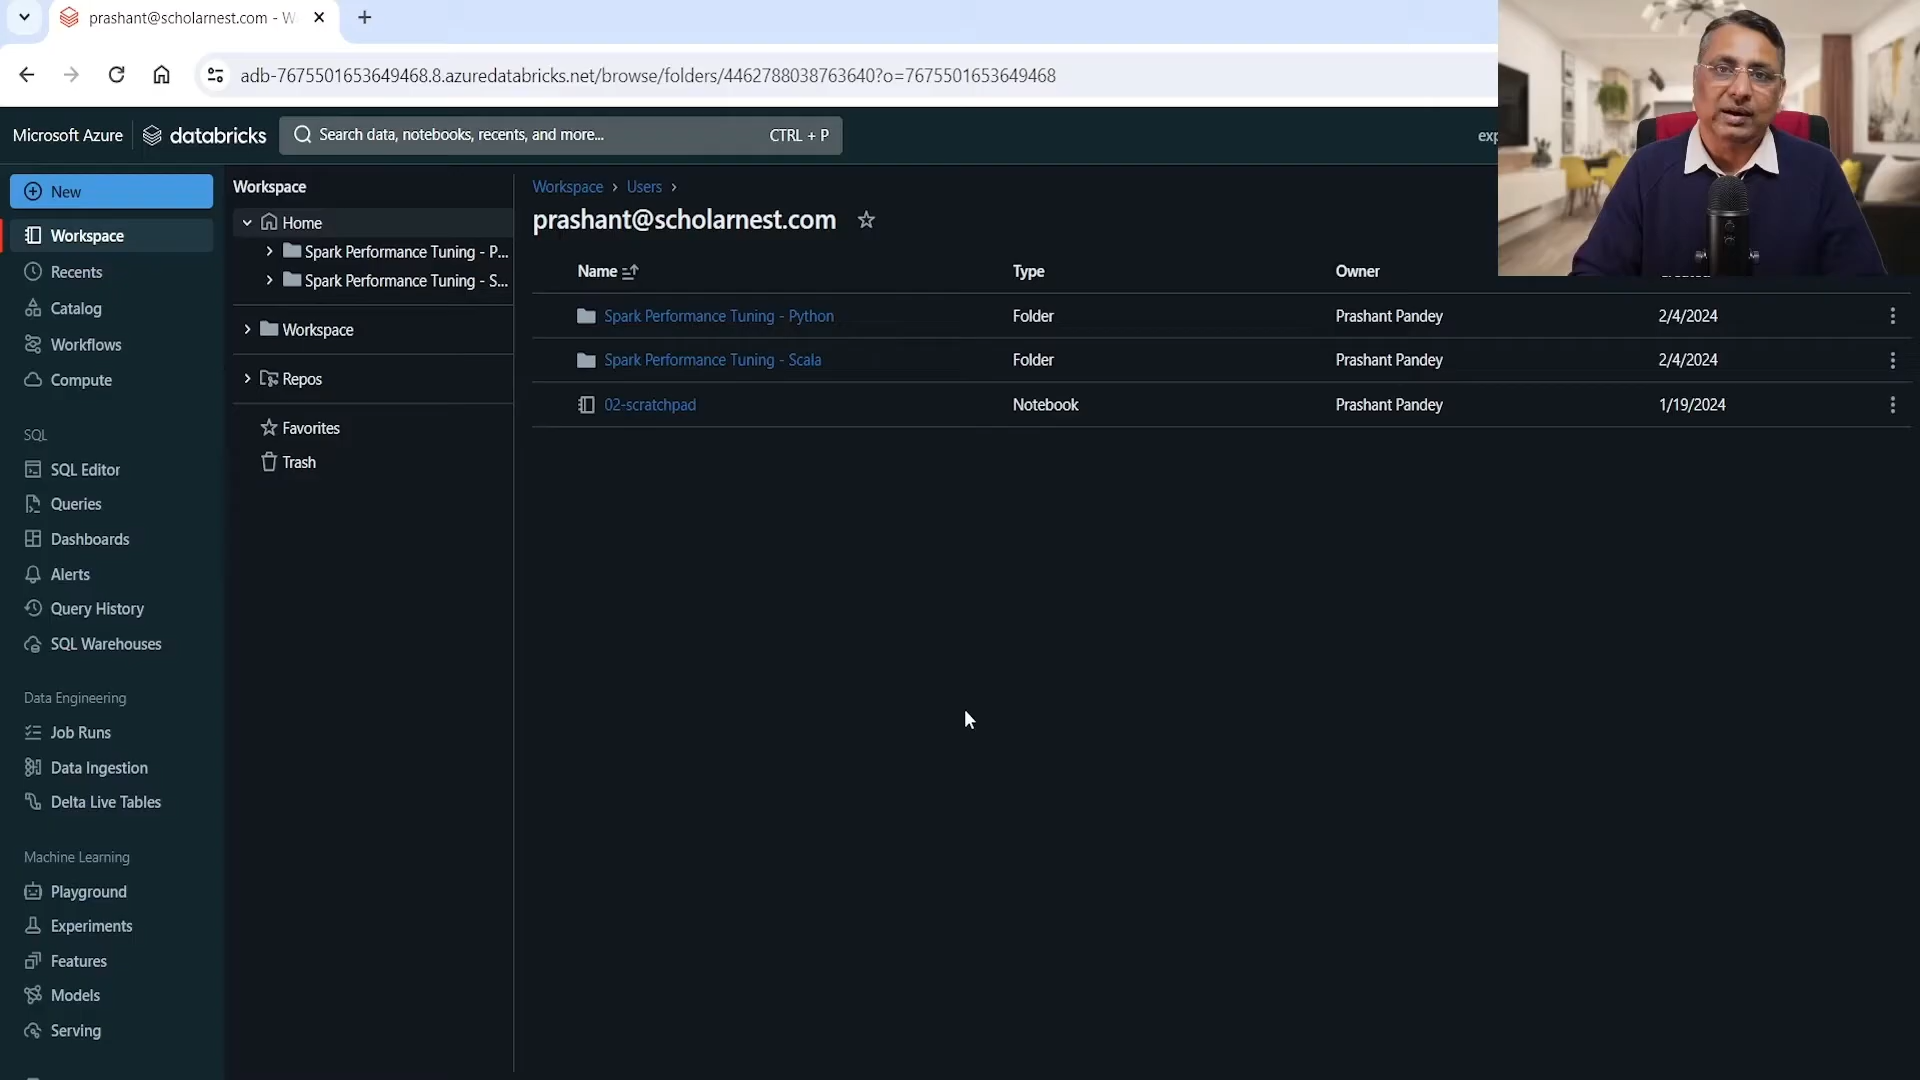 prashant@scholarnest.com - W
adb-7675501653649468.8.azuredatabricks.net/browse/folders/4462788038763640?o=7675501653649468
Microsoft Azure
databricks
Search data, notebooks, recents, and more...
CTRL + P
exp
New
Workspace
Recents
Catalog
Workflows
Compute
SQL
SQL Editor
Queries
Dashboards
Alerts
Query History
SQL Warehouses
Data Engineering
Job Runs
Data Ingestion
Delta Live Tables
Machine Learning
Playground
Experiments
Features
Models
Serving
Workspace
Home
Spark Performance Tuning - P...
Spark Performance Tuning - S...
Workspace
Repos
Favorites
Trash
Workspace > Users >
prashant@scholarnest.com
Name Type Owner
Spark Performance Tuning - Python Folder Prashant Pandey 2/4/2024
Spark Performance Tuning - Scala Folder Prashant Pandey 2/4/2024
02-scratchpad Notebook Prashant Pandey 1/19/2024